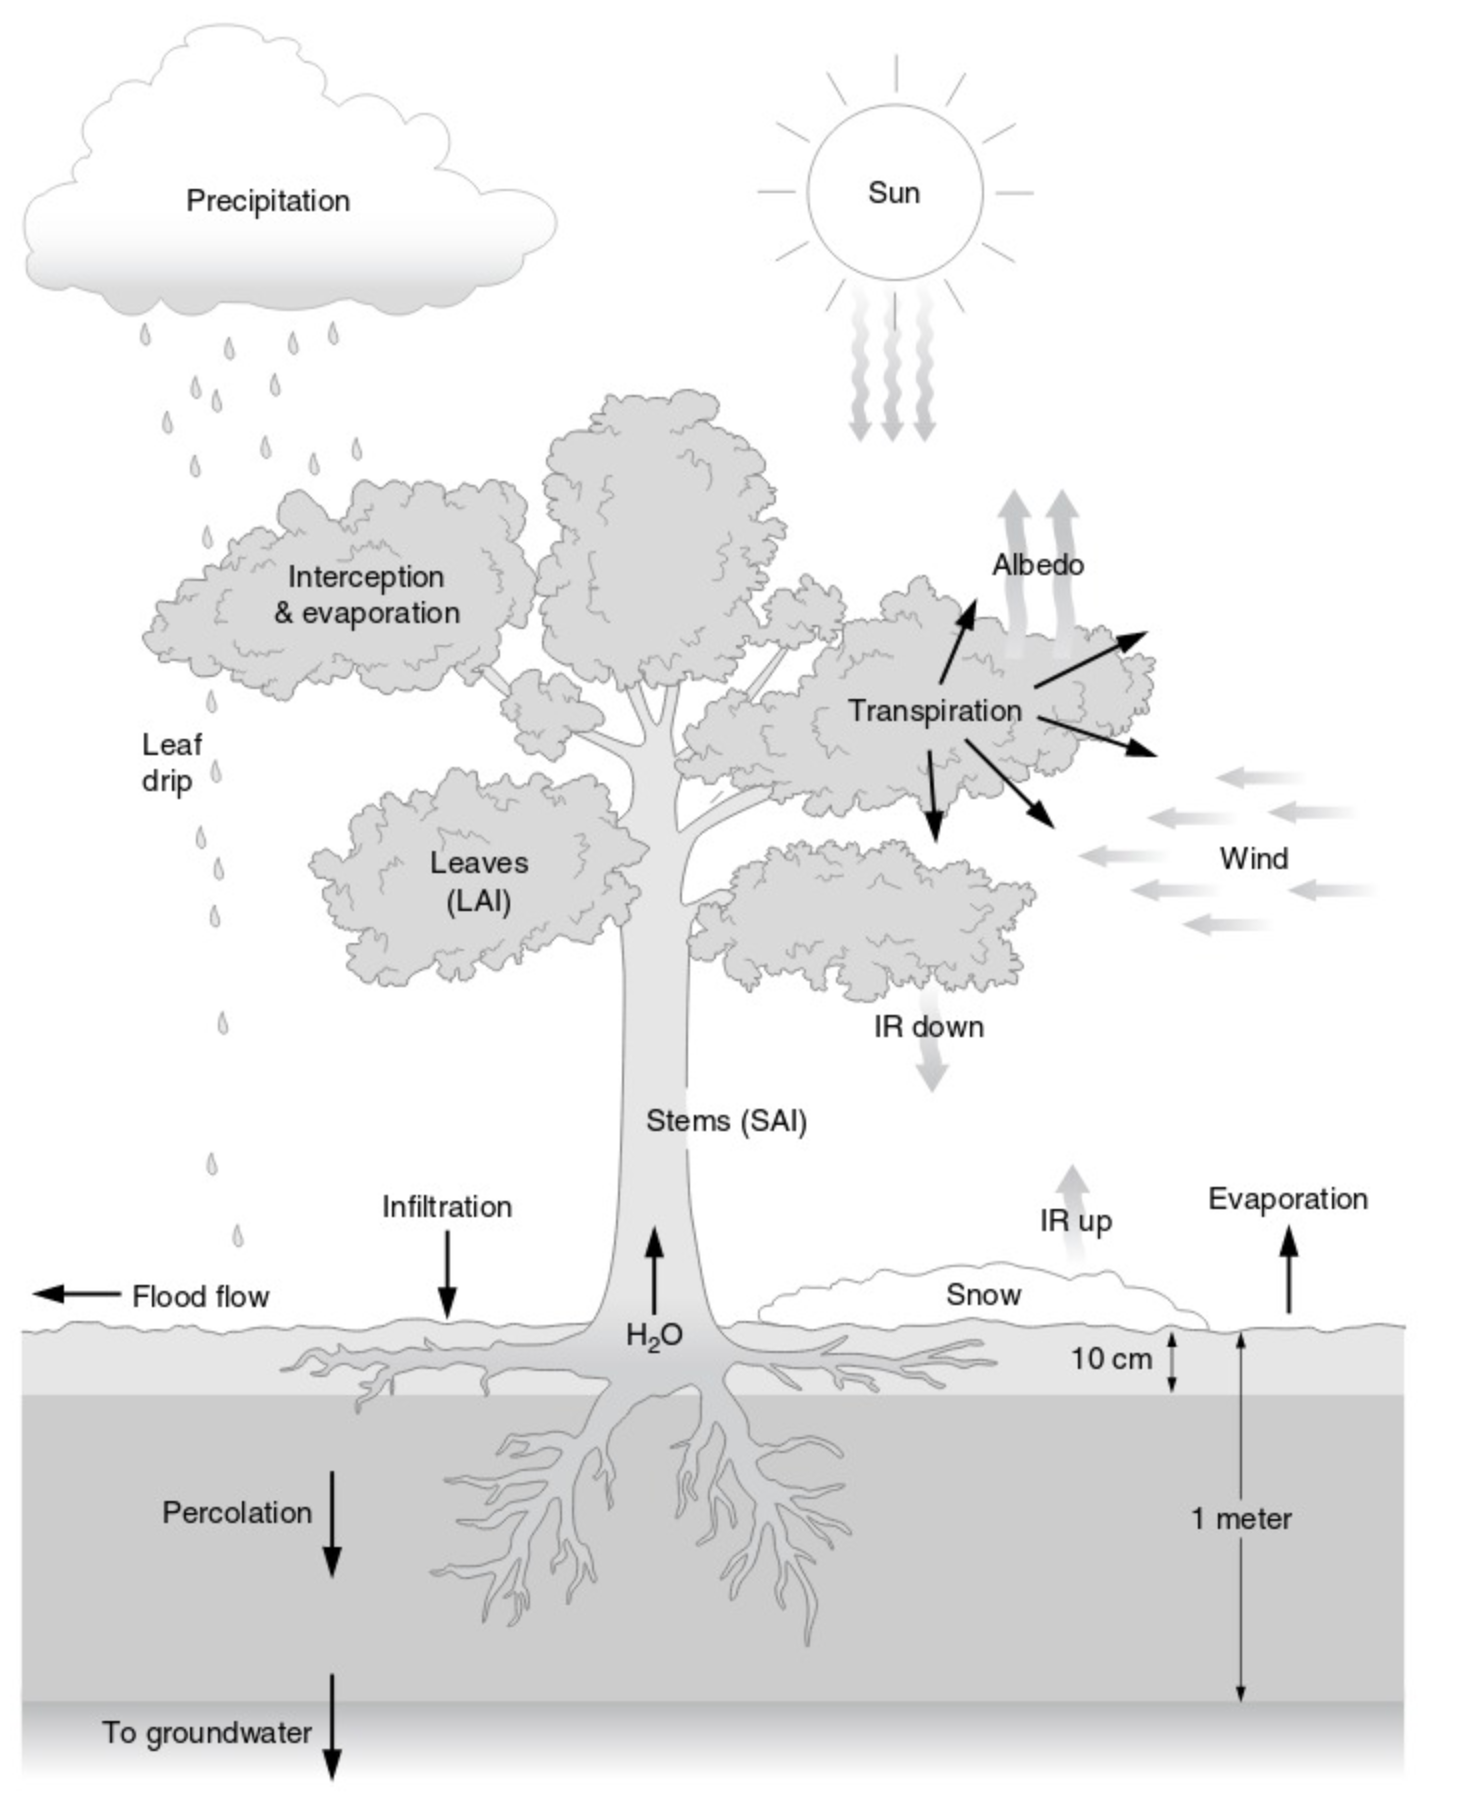 Precipitation
Sun
Albedo
Interception
& evaporation
Transpiration
Leaf
drip
Leaves
(LAI)
Wind
IR down
Stems (SAI)
Infiltration
IR up
Evaporation
Flood flow
Snow
H₂O
10 cm
Percolation
1 meter
To groundwater